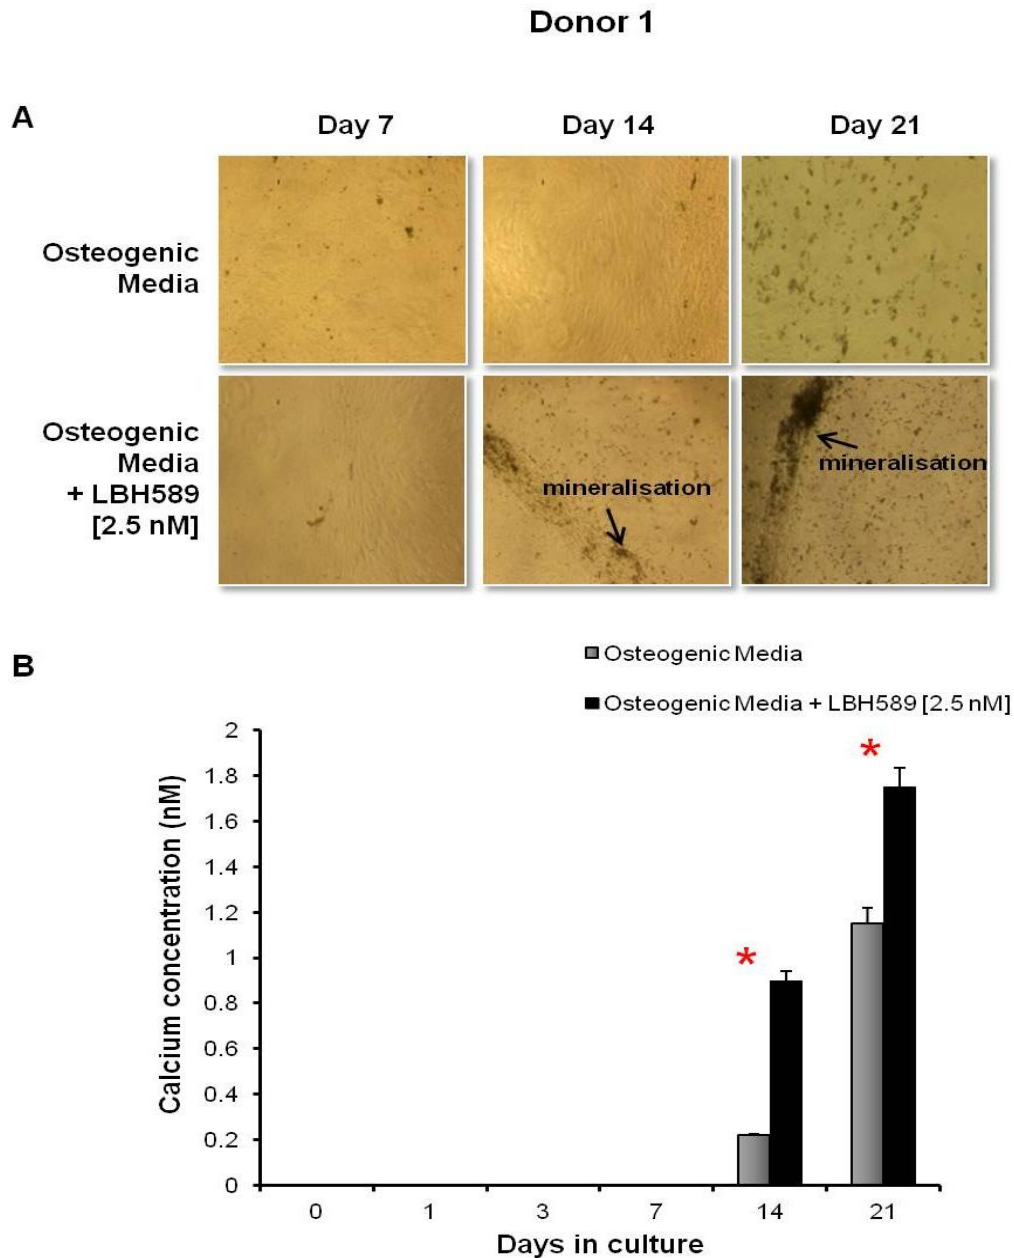 Donor 1
A
Day 7
Day 14
Day 21
Osteogenic
Media
Osteogenic
Media
+ LBH589
[2.5 nM]
mineralisation
mineralisation
B
Osteogenic Media
Osteogenic Media + LBH589 [2.5 nM]
Calcium concentration (nM)
2
1.8
1.6
1.4
1.2
1
0.8
0.6
0.4
0.2
0
*
*
0
1
3
7
14
21
Days in culture